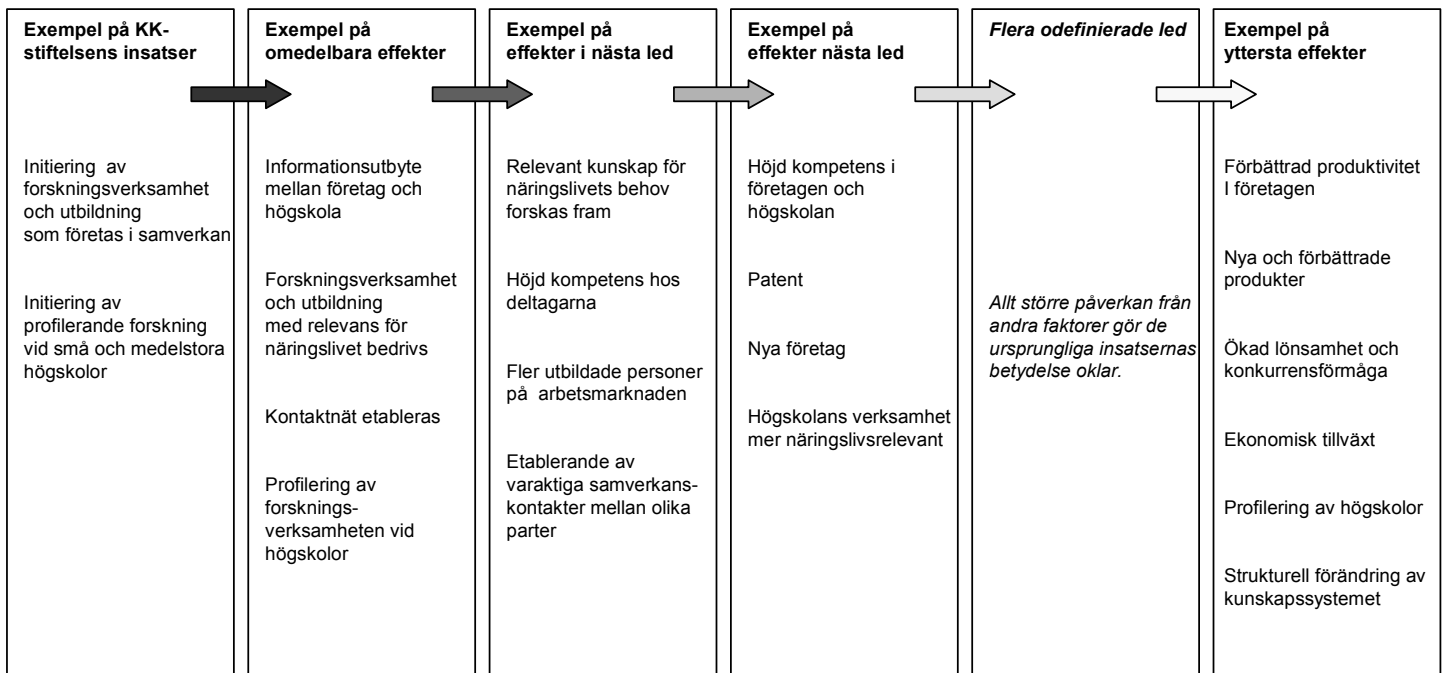 Exempel på KK-
stiftelsens insatser
Initiering av
forskningsverksamhet
och utbildning
som företas i samverkan
Initiering av
profilerande forskning
vid små och medelstora
högskolor
Exempel på
omedelbara effekter
Informationsutbyte
mellan företag och
högskola
Forskningsverksamhet
och utbildning
med relevans för
näringslivet bedrivs
Kontaktnät etableras
Profilering av
forsknings-
verksamheten vid
högskolor
Exempel på
effekter i nästa led
Relevant kunskap för
näringslivets behov
forskas fram
Höjd kompetens hos
deltagarna
Fler utbildade personer
på arbetsmarknaden
Etablerande av
varaktiga samverkans-
kontakter mellan olika
parter
Exempel på
effekter nästa led
Höjd kompetens i
företagen och
högskolan
Patent
Nya företag
Högskolans verksamhet
mer näringslivsrelevant
Flera odefinierade led
Allt större påverkan från
andra faktorer gör de
ursprungliga insatsernas
betydelse oklar.
Exempel på
yttersta effekter
Förbättrad produktivitet
I företagen
Nya och förbättrade
produkter
Ökad lönsamhet och
konkurrensförmåga
Ekonomisk tillväxt
Profilering av högskolor
Strukturell förändring av
kunskapssystemet